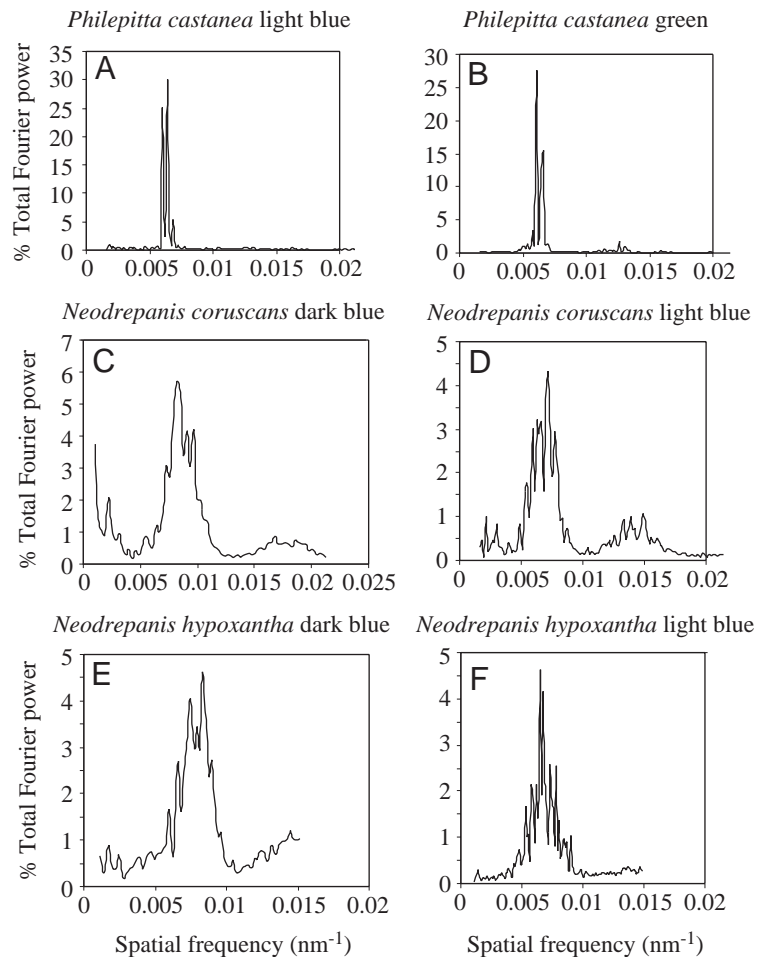 Philepitta castanea light blue
Philepitta castanea green
% Total Fourier power
A
35
30
25
20
15
10
5
0
0 0.005 0.01 0.015 0.02
B
30
25
20
15
10
5
0
0 0.005 0.01 0.015 0.02
Neodrepanis coruscans dark blue
Neodrepanis coruscans light blue
% Total Fourier power
C
7
6
5
4
3
2
1
0
0 0.005 0.01 0.015 0.02 0.025
D
5
4
3
2
1
0
0 0.005 0.01 0.015 0.02
Neodrepanis hypoxantha dark blue
Neodrepanis hypoxantha light blue
% Total Fourier power
E
5
4
3
2
1
0
0 0.005 0.01 0.015 0.02
F
5
4
3
2
1
0
0 0.005 0.01 0.015 0.02
Spatial frequency (nm⁻¹)
Spatial frequency (nm⁻¹)